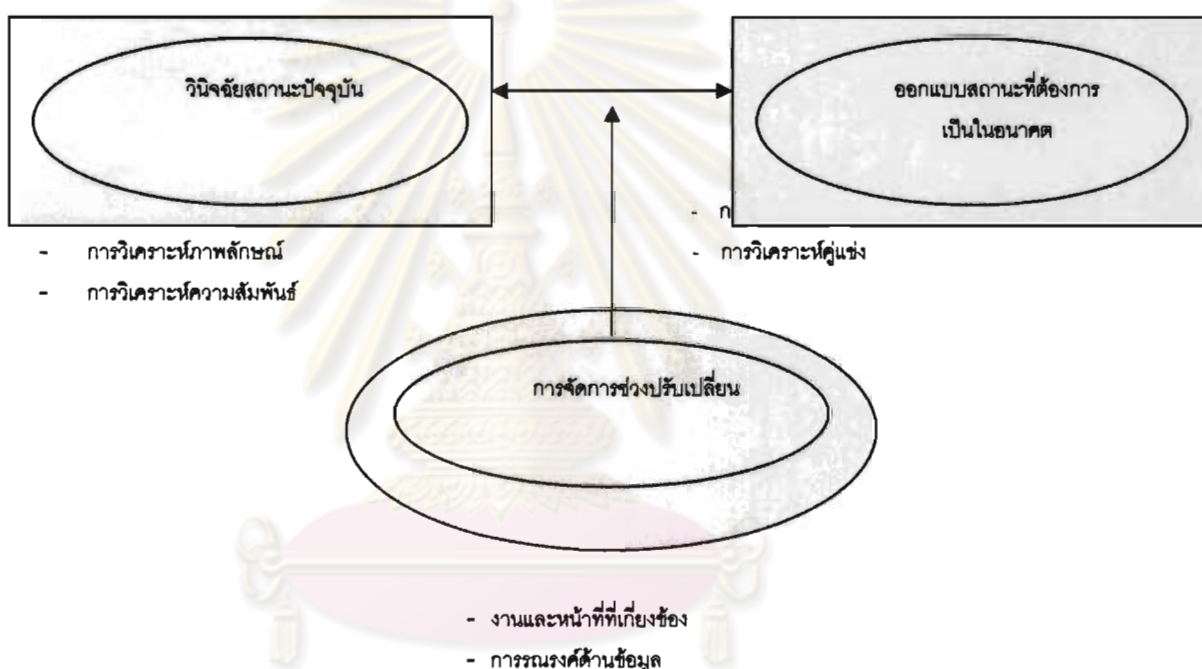 วินิจฉัยสถานะปัจจุบัน
ออกแบบสถานะที่ต้องการ
เป็นในอนาคต
- การวิเคราะห์ภาพลักษณ์
- การวิเคราะห์ความสัมพันธ์
- ก
- การวิเคราะห์คู่แข่ง
การจัดการช่วงปรับเปลี่ยน
- งานและหน้าที่ที่เกี่ยงข้อง
- การรณรงค์ด้านข้อมูล